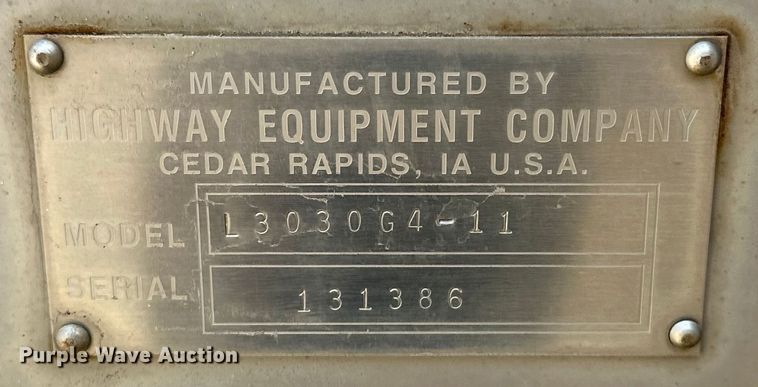 MANUFACTURED BY
HIGHWAY EQUIPMENT COMPANY
CEDAR RAPIDS, IA U.S.A.
MODEL L3030G4-11
SERIAL 131386
Purple Wave Auction